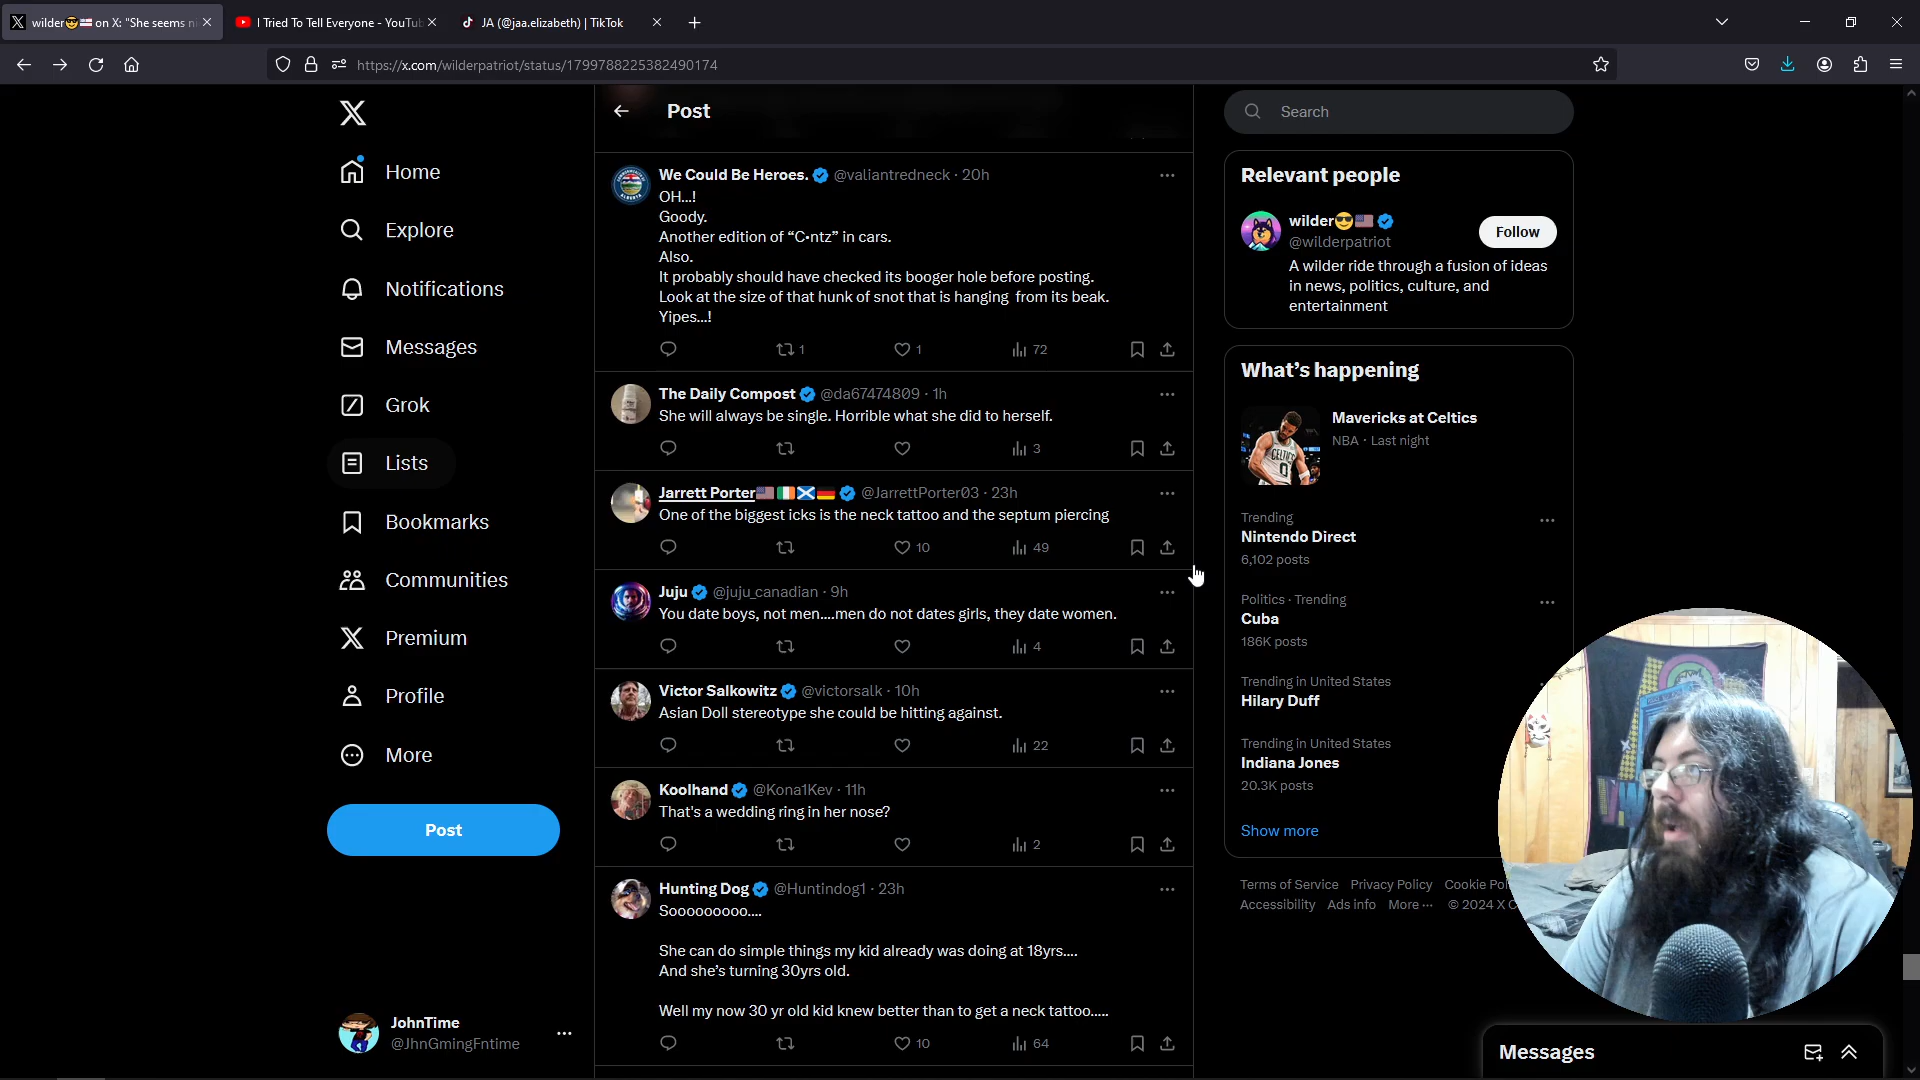 wilder😎🇺🇸 on X: "She seems ni
I Tried To Tell Everyone - YouTub
JA (@jaa.elizabeth) | TikTok
https://x.com/wilderpatriot/status/1799788225382490174
Home
Explore
Notifications
Messages
Grok
Lists
Bookmarks
Communities
Premium
Profile
More
Post
JohnTime
@JhnGmingFntime
Post
We Could Be Heroes. @valiantredneck · 20h
OH...!
Goody.
Another edition of “C•ntz” in cars.
Also.
It probably should have checked its booger hole before posting.
Look at the size of that hunk of snot that is hanging from its beak.
Yipes...!
1 1 72
The Daily Compost @da67474809 · 1h
She will always be single. Horrible what she did to herself.
3
Jarrett Porter🇺🇸🇮🇪🏴󠁧󠁢󠁳󠁣󠁴󠁿🇩🇪 @JarrettPorter03 · 23h
One of the biggest icks is the neck tattoo and the septum piercing
10 49
Juju @juju_canadian · 9h
You date boys, not men....men do not dates girls, they date women.
4
Victor Salkowitz @victorsalk · 10h
Asian Doll stereotype she could be hitting against.
22
Koolhand @Kona1Kev · 11h
That's a wedding ring in her nose?
2
Hunting Dog @Huntindog1 · 23h
Sooooooooo....
She can do simple things my kid already was doing at 18yrs....
And she’s turning 30yrs old.
Well my now 30 yr old kid knew better than to get a neck tattoo.....
10 64
Search
Relevant people
wilder😎🇺🇸
@wilderpatriot
Follow
A wilder ride through a fusion of ideas
in news, politics, culture, and
entertainment
What’s happening
Mavericks at Celtics
NBA · Last night
Trending
Nintendo Direct
6,102 posts
Politics · Trending
Cuba
186K posts
Trending in United States
Hilary Duff
Trending in United States
Indiana Jones
20.3K posts
Show more
Terms of Service Privacy Policy Cookie Pol
Accessibility Ads info More ··· © 2024 X C
Messages